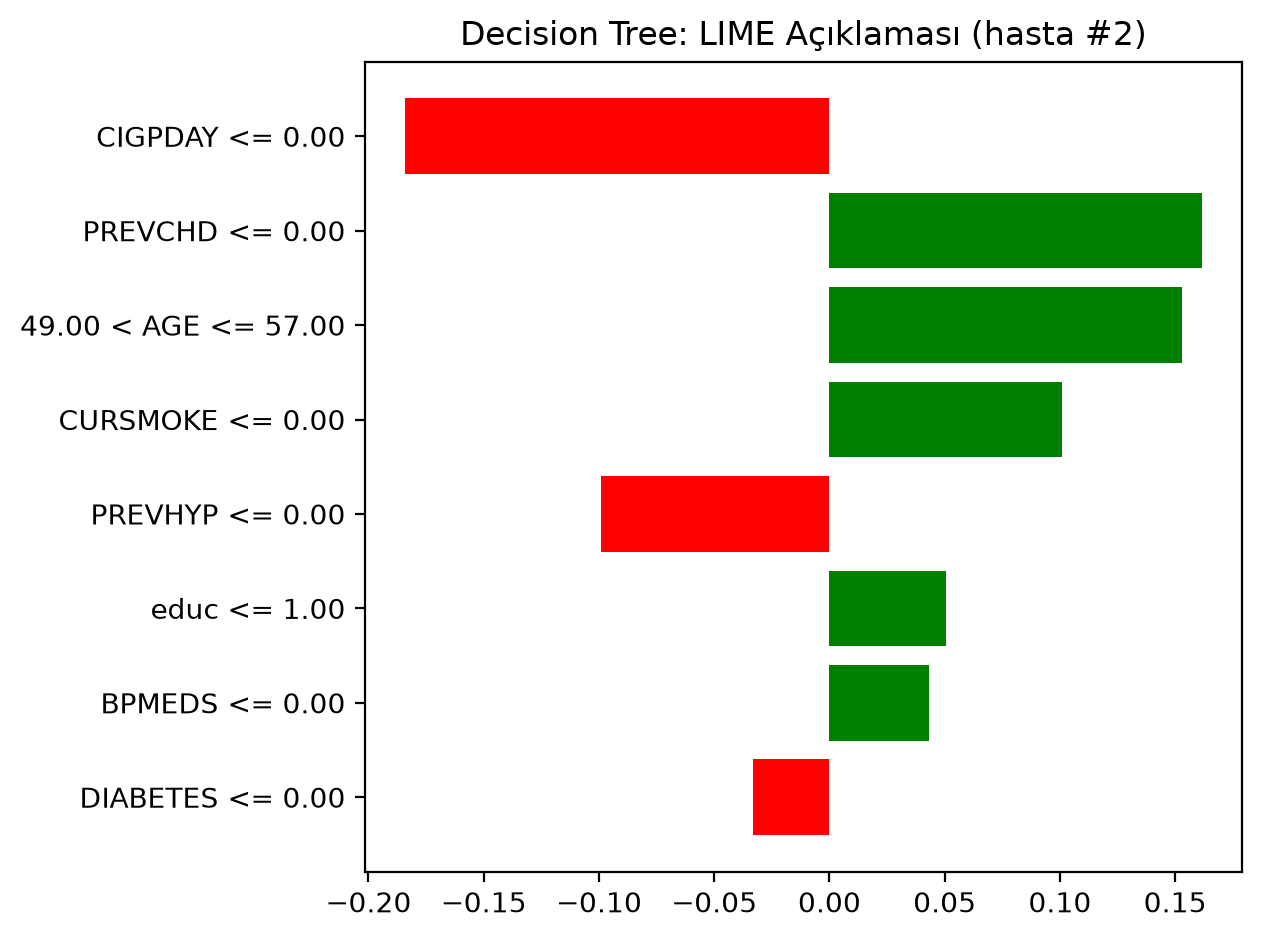 Decision Tree: LIME Açıklaması (hasta #2)
CIGPDAY <= 0.00
PREVCHD <= 0.00
49.00 < AGE <= 57.00
CURSMOKE <= 0.00
PREVHYP <= 0.00
educ <= 1.00
BPMEDS <= 0.00
DIABETES <= 0.00
−0.20 −0.15 −0.10 −0.05 0.00 0.05 0.10 0.15